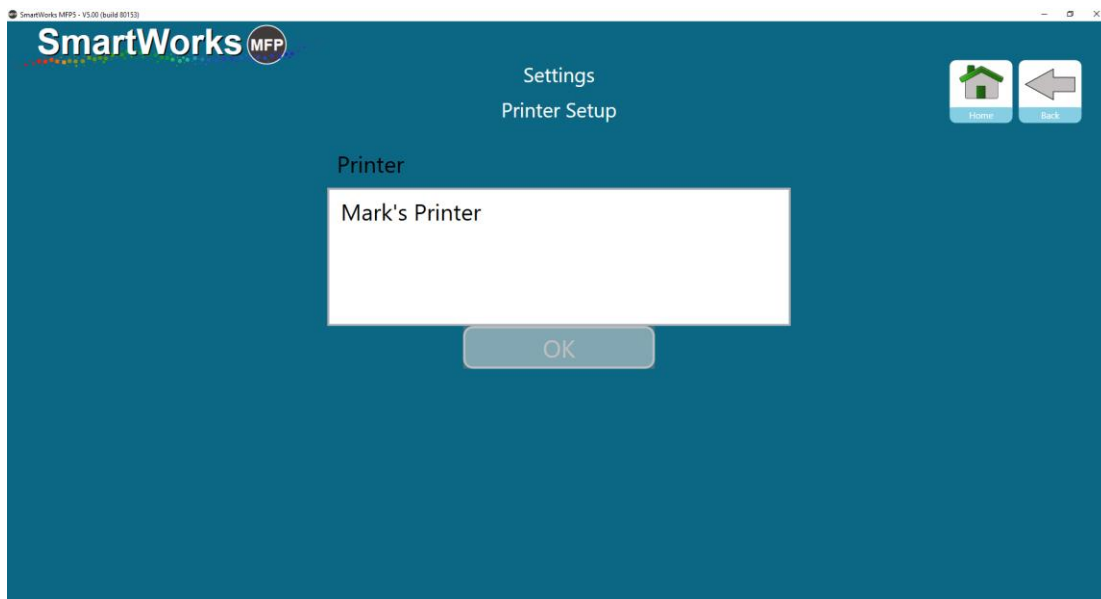 SmartWorks MFP5 - V5.00 (build 80153)
SmartWorks MFP
Settings
Printer Setup
Home
Back
Printer
Mark's Printer
OK